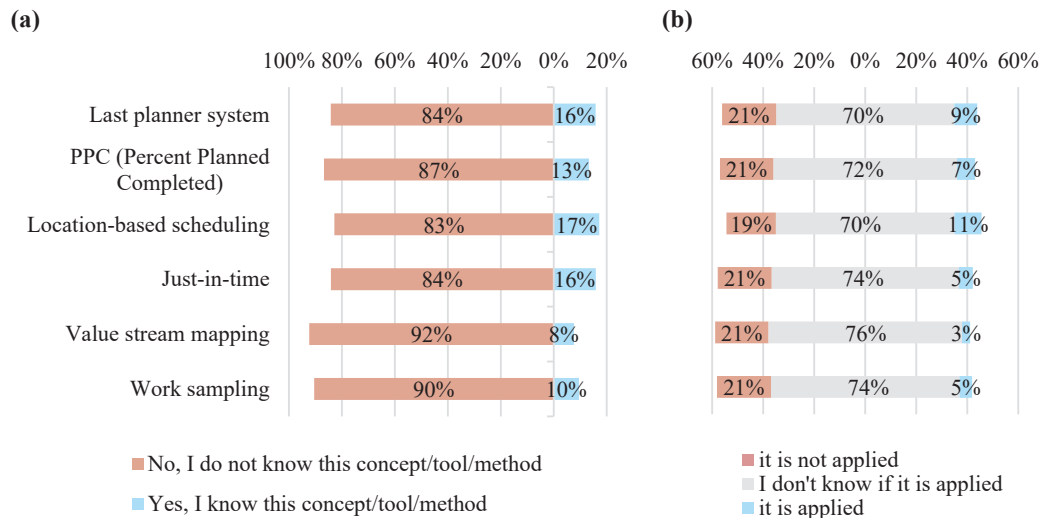 (a)
(b)
100% 80% 60% 40% 20% 0% 20%
60% 40% 20% 0% 20% 40% 60%
Last planner system 84% 16% 21% 70% 9%
PPC (Percent Planned
Completed) 87% 13% 21% 72% 7%
Location-based scheduling 83% 17% 19% 70% 11%
Just-in-time 84% 16% 21% 74% 5%
Value stream mapping 92% 8% 21% 76% 3%
Work sampling 90% 10% 21% 74% 5%
No, I do not know this concept/tool/method
Yes, I know this concept/tool/method
it is not applied
I don't know if it is applied
it is applied